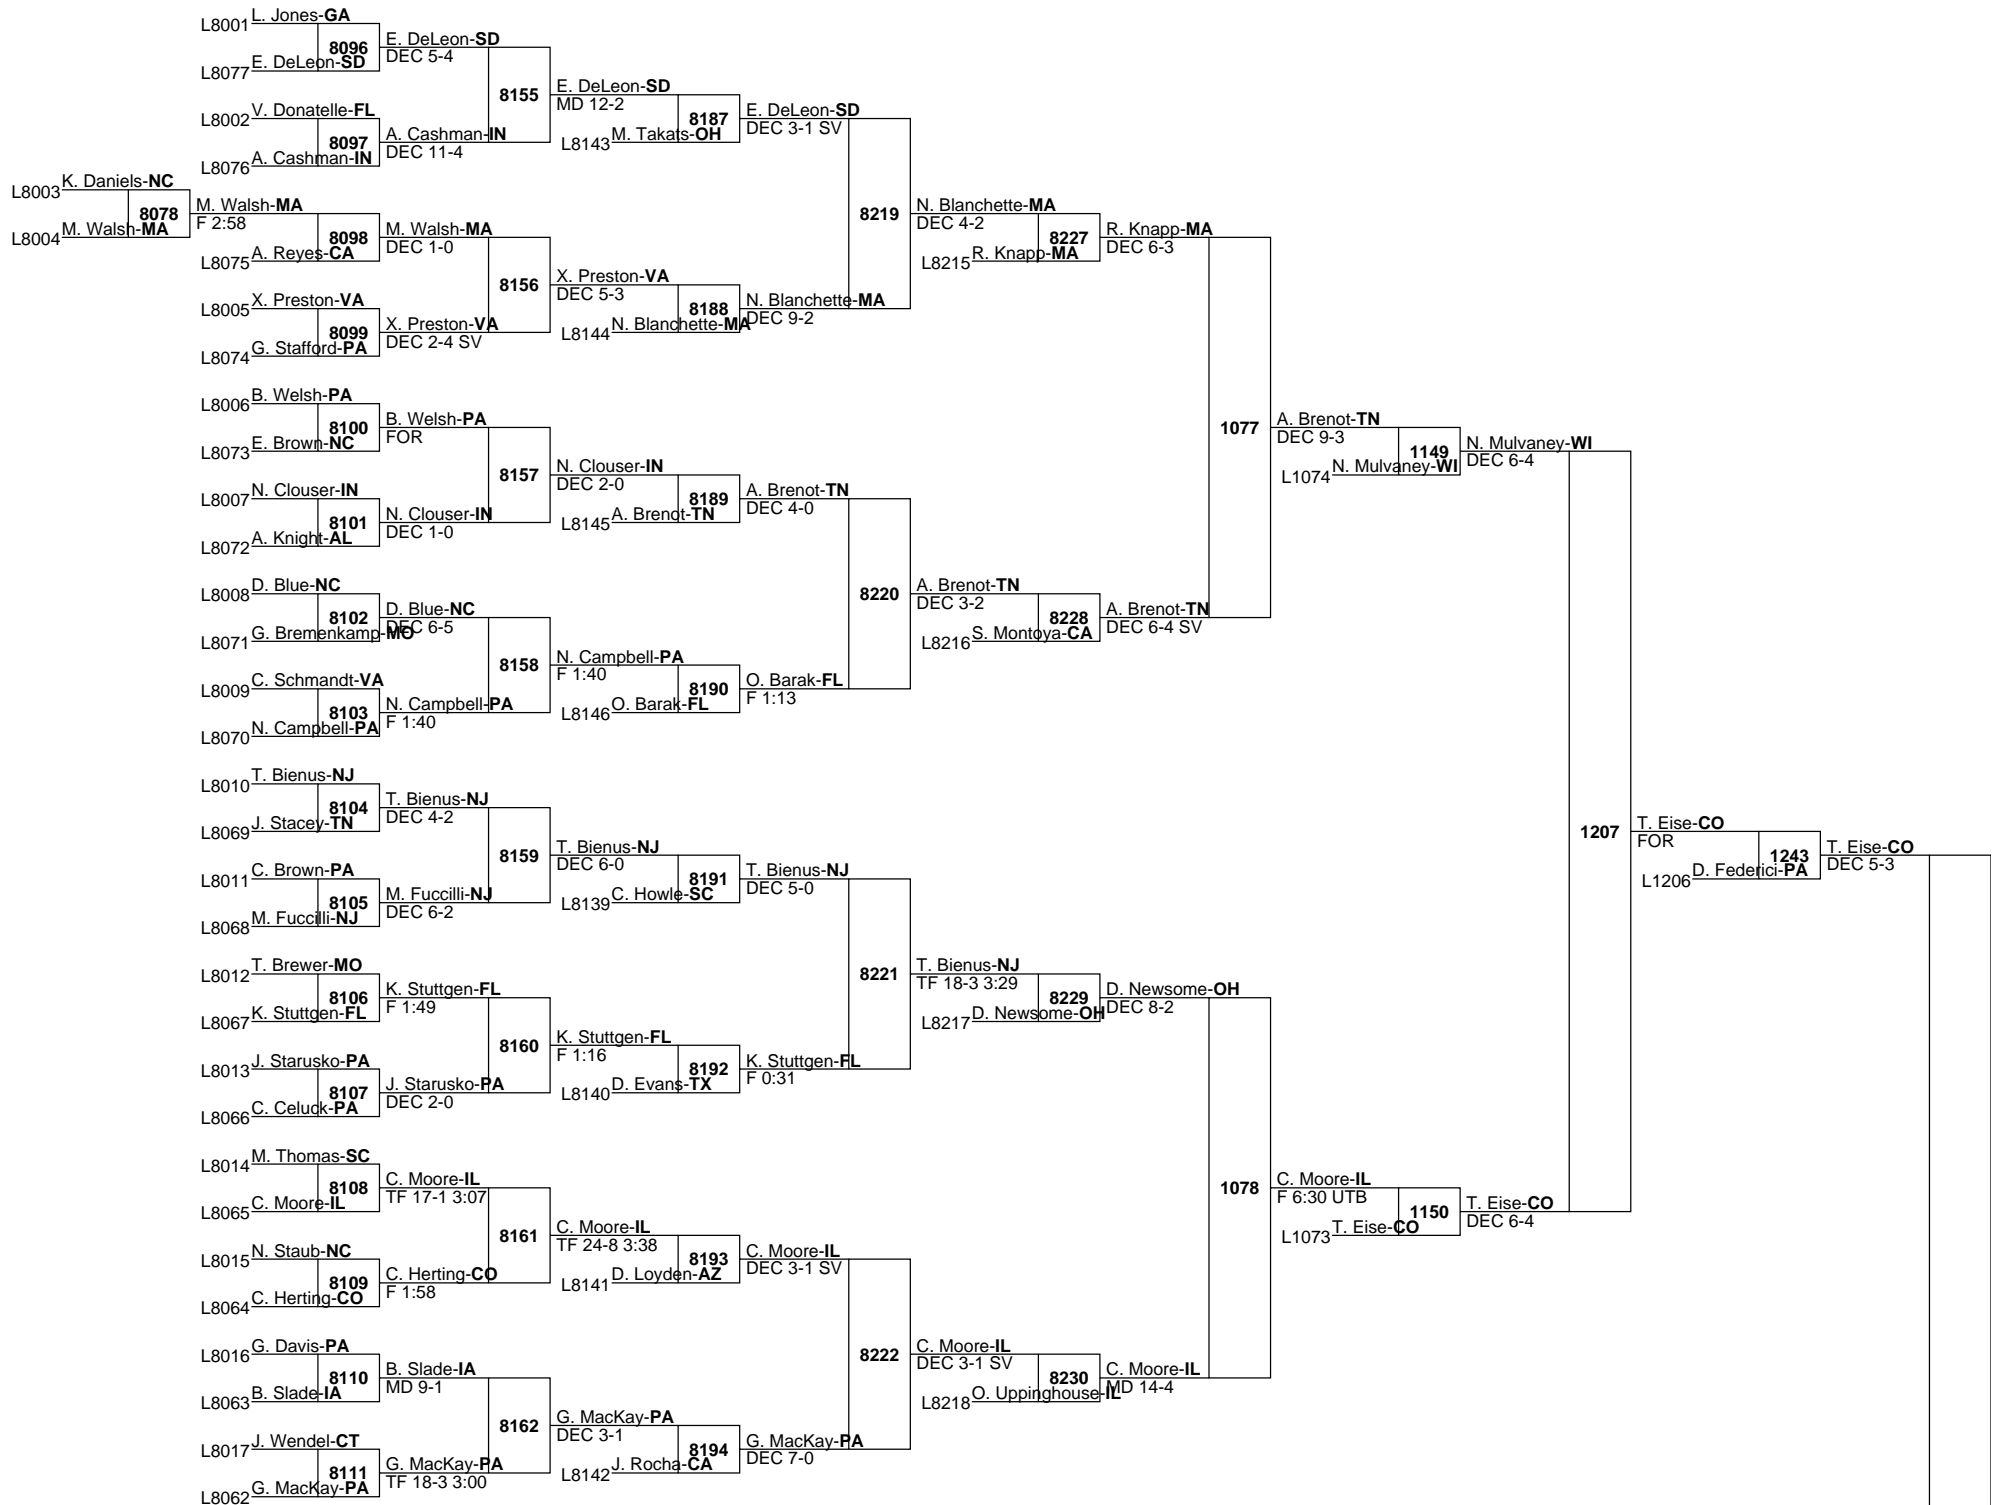 L8001 L. Jones-GA
8096
L8077 E. DeLeon-SD
E. DeLeon-SD
DEC 5-4
L8002 V. Donatelle-FL
8097
L8076 A. Cashman-IN
A. Cashman-IN
DEC 11-4
8155
E. DeLeon-SD
MD 12-2
8187
L8143 M. Takats-OH
E. DeLeon-SD
DEC 3-1 SV
L8003 K. Daniels-NC
8078
L8004 M. Walsh-MA
M. Walsh-MA
F 2:58
8098
L8075 A. Reyes-CA
M. Walsh-MA
DEC 1-0
L8005 X. Preston-VA
8099
L8074 G. Stafford-PA
X. Preston-VA
DEC 2-4 SV
8156
X. Preston-VA
DEC 5-3
8188
L8144 N. Blanchette-MA
N. Blanchette-MA
DEC 9-2
8219
N. Blanchette-MA
DEC 4-2
8227
L8215 R. Knapp-MA
R. Knapp-MA
DEC 6-3
L8006 B. Welsh-PA
8100
L8073 E. Brown-NC
B. Welsh-PA
FOR
L8007 N. Clouser-IN
8101
L8072 A. Knight-AL
N. Clouser-IN
DEC 1-0
8157
N. Clouser-IN
DEC 2-0
8189
L8145 A. Brenot-TN
A. Brenot-TN
DEC 4-0
L8008 D. Blue-NC
8102
L8071 G. Bremenkamp-MO
D. Blue-NC
DEC 6-5
L8009 C. Schmandt-VA
8103
L8070 N. Campbell-PA
N. Campbell-PA
F 1:40
8158
N. Campbell-PA
F 1:40
8190
L8146 O. Barak-FL
O. Barak-FL
F 1:13
8220
A. Brenot-TN
DEC 3-2
8228
L8216 S. Montoya-CA
A. Brenot-TN
DEC 6-4 SV
1077
A. Brenot-TN
DEC 9-3
1149
L1074 N. Mulvaney-WI
N. Mulvaney-WI
DEC 6-4
L8010 T. Bienus-NJ
8104
L8069 J. Stacey-TN
T. Bienus-NJ
DEC 4-2
L8011 C. Brown-PA
8105
L8068 M. Fuccilli-NJ
M. Fuccilli-NJ
DEC 6-2
8159
T. Bienus-NJ
DEC 6-0
8191
L8139 C. Howle-SC
T. Bienus-NJ
DEC 5-0
L8012 T. Brewer-MO
8106
L8067 K. Stuttgen-FL
K. Stuttgen-FL
F 1:49
L8013 J. Starusko-PA
8107
L8066 C. Celuck-PA
J. Starusko-PA
DEC 2-0
8160
K. Stuttgen-FL
F 1:16
8192
L8140 D. Evans-TX
K. Stuttgen-FL
F 0:31
8221
T. Bienus-NJ
TF 18-3 3:29
8229
L8217 D. Newsome-OH
D. Newsome-OH
DEC 8-2
L8014 M. Thomas-SC
8108
L8065 C. Moore-IL
C. Moore-IL
TF 17-1 3:07
L8015 N. Staub-NC
8109
L8064 C. Herting-CO
C. Herting-CO
F 1:58
8161
C. Moore-IL
TF 24-8 3:38
8193
L8141 D. Loyden-AZ
C. Moore-IL
DEC 3-1 SV
L8016 G. Davis-PA
8110
L8063 B. Slade-IA
B. Slade-IA
MD 9-1
L8017 J. Wendel-CT
8111
L8062 G. MacKay-PA
G. MacKay-PA
TF 18-3 3:00
8162
G. MacKay-PA
DEC 3-1
8194
L8142 J. Rocha-CA
G. MacKay-PA
DEC 7-0
8222
C. Moore-IL
DEC 3-1 SV
8230
L8218 O. Uppinghouse-IL
C. Moore-IL
MD 14-4
1078
C. Moore-IL
F 6:30 UTB
1150
L1073 T. Eise-CO
T. Eise-CO
DEC 6-4
1207
T. Eise-CO
FOR
1243
L1206 D. Federici-PA
T. Eise-CO
DEC 5-3